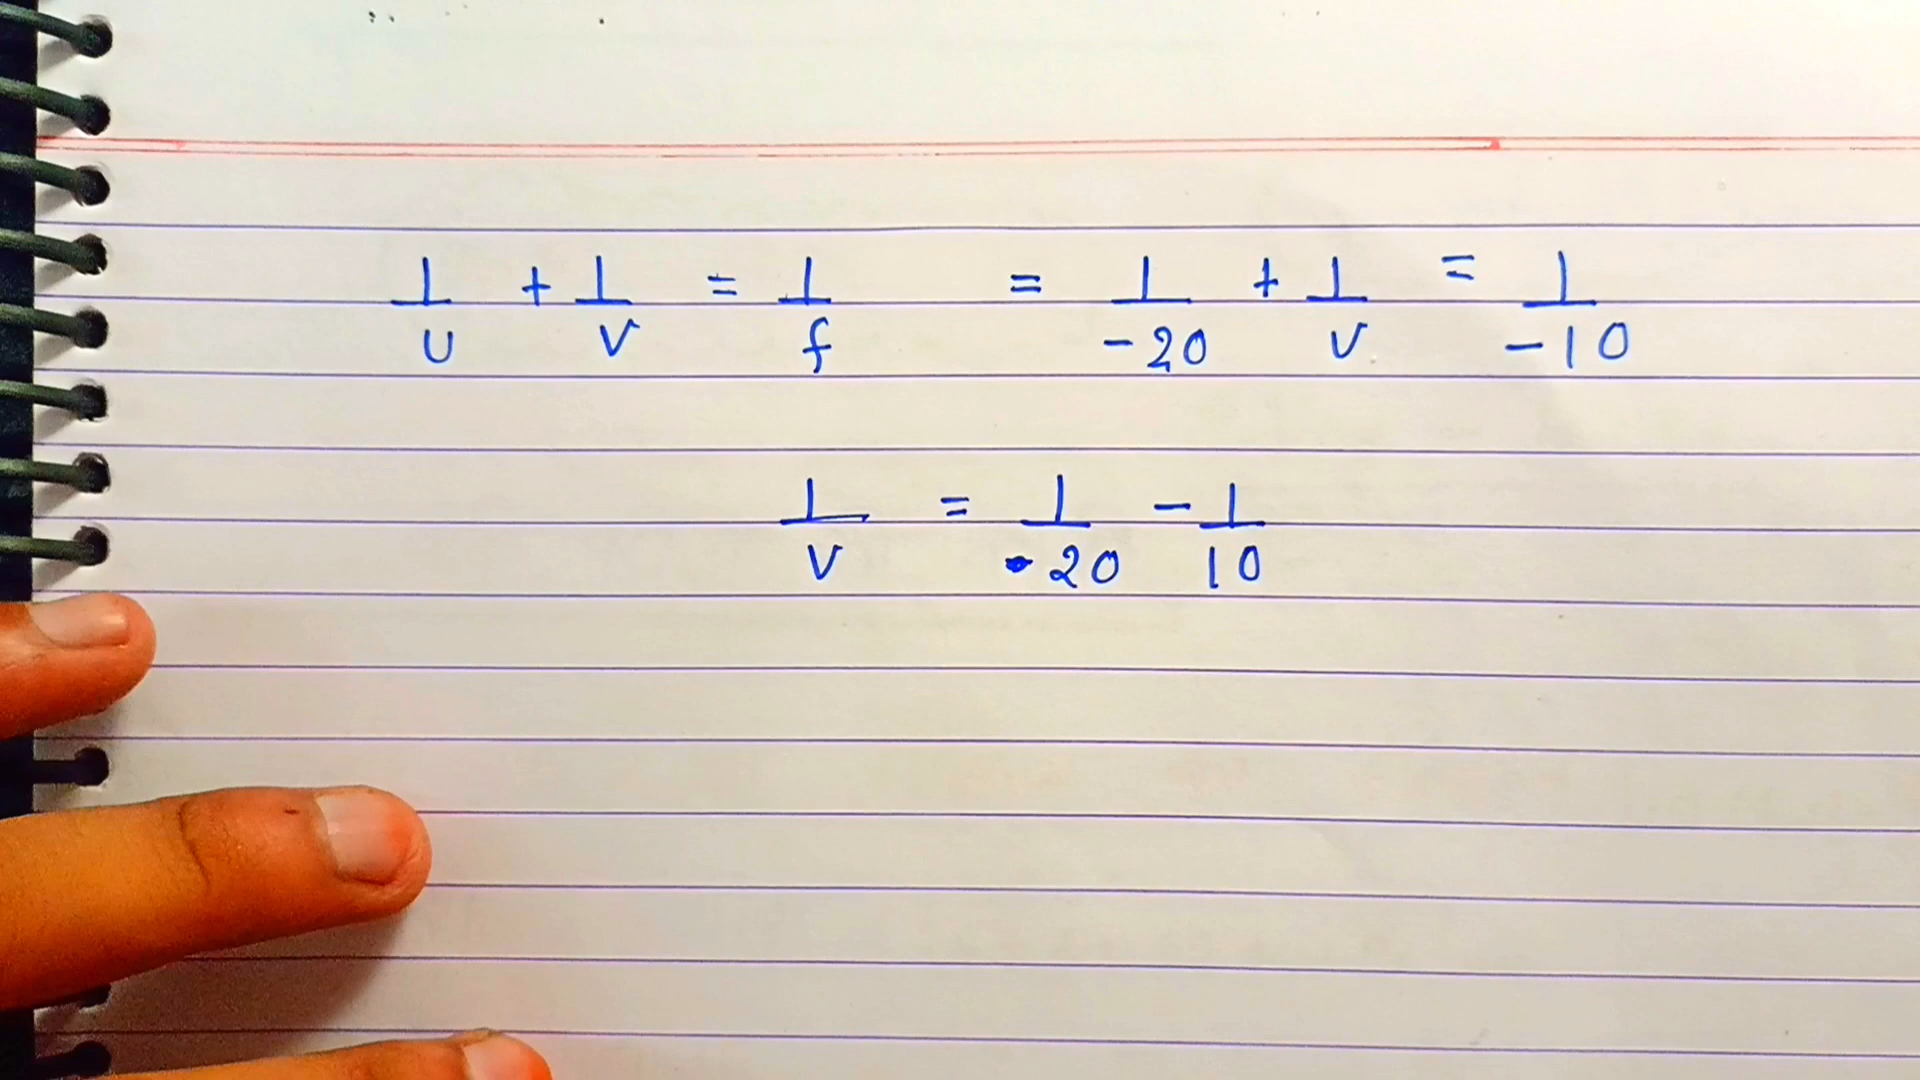 1/u + 1/v = 1/f = 1/-20 + 1/v = 1/-10
1/v = 1/20 - 1/10